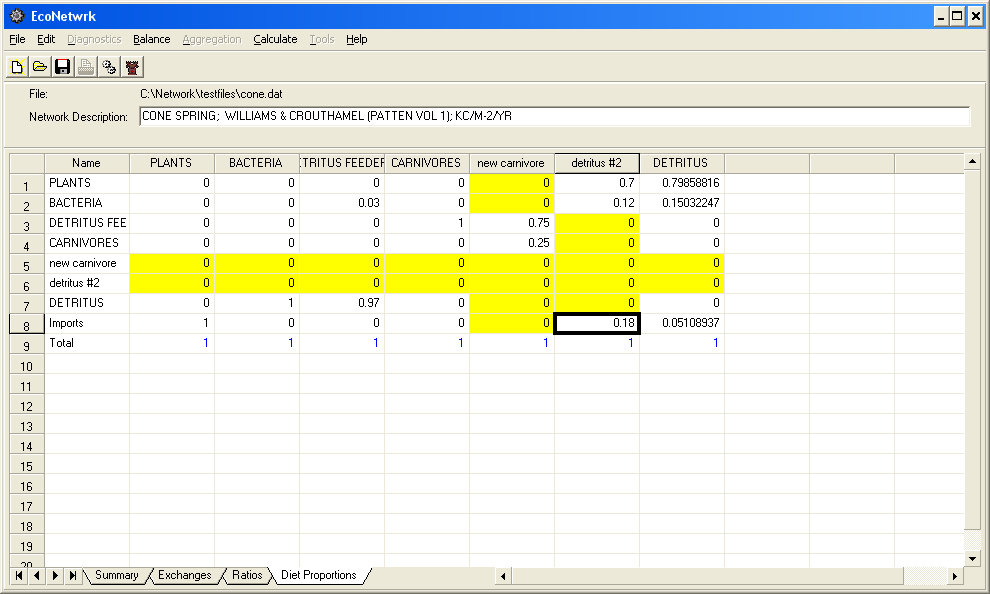 EcoNetwrk
File Edit Diagnostics Balance Aggregation Calculate Tools Help
File: C:\Network\testfiles\cone.dat
Network Description: CONE SPRING; WILLIAMS & CROUTHAMEL (PATTEN VOL 1); KC/M-2/YR
Name PLANTS BACTERIA TRITUS FEEDER CARNIVORES new carnivore detritus #2 DETRITUS
1 PLANTS 0 0 0 0 0 0.7 0.79858816
2 BACTERIA 0 0 0.03 0 0 0.12 0.15032247
3 DETRITUS FEE 0 0 0 1 0.75 0 0
4 CARNIVORES 0 0 0 0 0.25 0 0
5 new carnivore 0 0 0 0 0 0 0
6 detritus #2 0 0 0 0 0 0 0
7 DETRITUS 0 1 0.97 0 0 0 0
8 Imports 1 0 0 0 0 0.18 0.05108937
9 Total 1 1 1 1 1 1 1
10
11
12
13
14
15
16
17
18
19
20
Summary Exchanges Ratios Diet Proportions